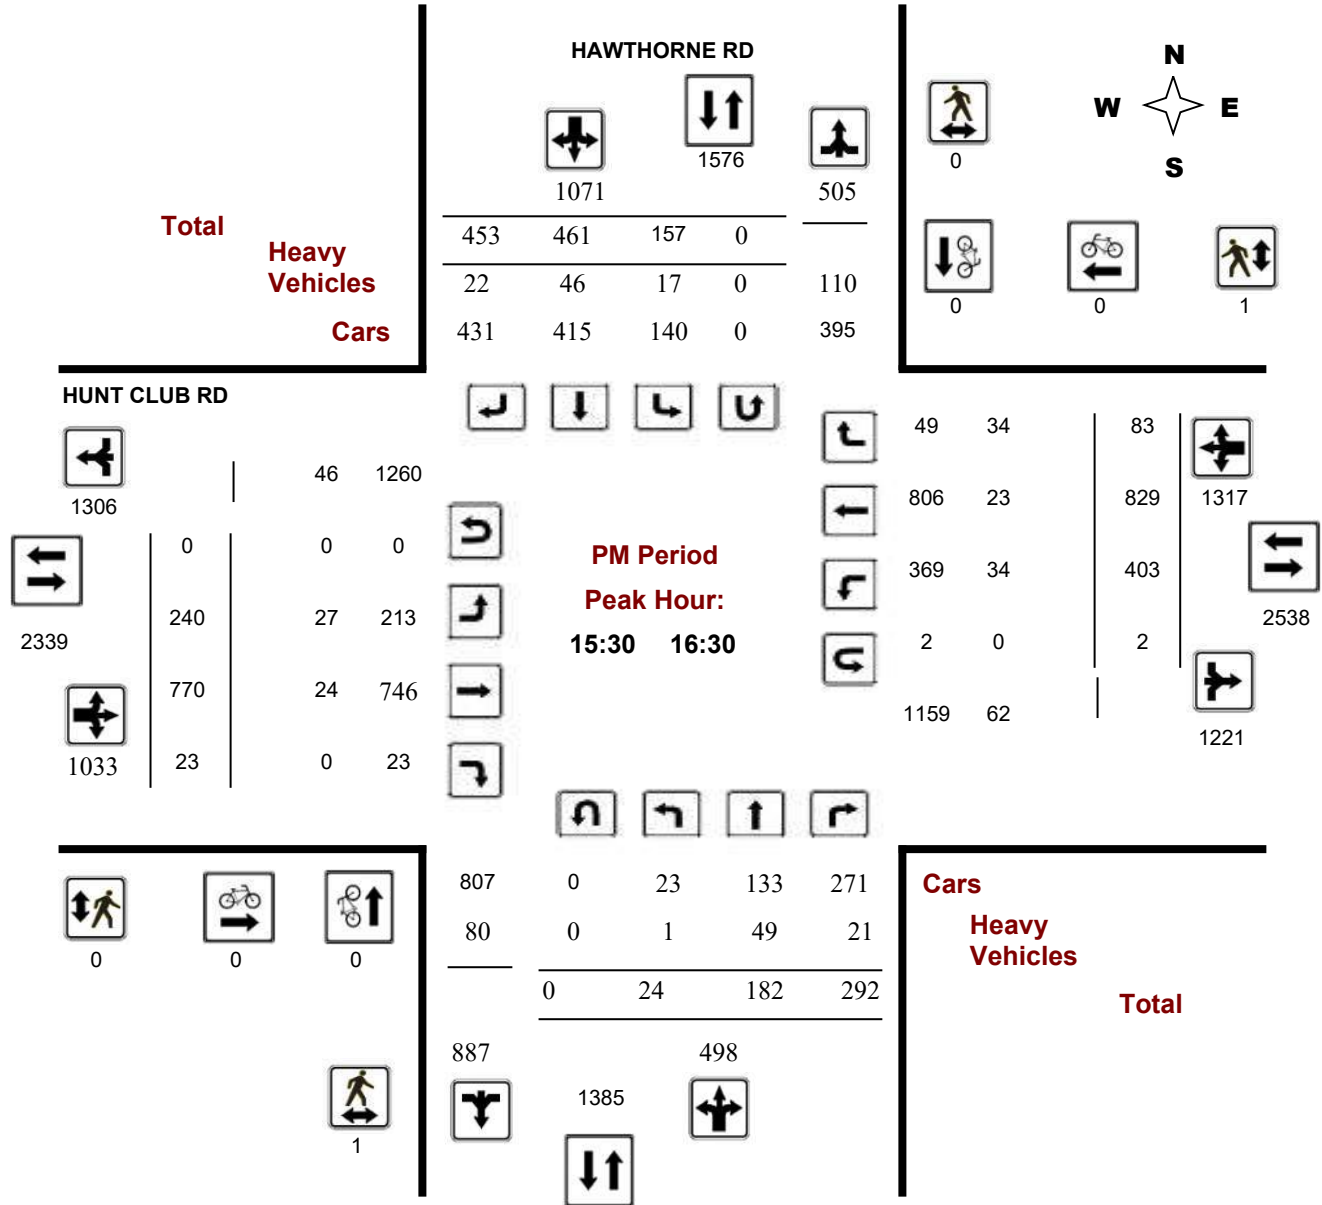 HAWTHORNE RD
N
W E
S
1576
0
1071 505
Total
453 461 157 0
Heavy
Vehicles
22 46 17 0 110
0 0 1
Cars
431 415 140 0 395
HUNT CLUB RD
49 34 83
46 1260
1306
806 23 829 1317
0 0 0
PM Period
369 34 403
Peak Hour:
240 27 213
2538
2339
15:30 16:30
2 0 2
770 24 746
1159 62
1221
1033 23 0 23
807 0 23 133 271
Cars
80 0 1 49 21
Heavy
Vehicles
0 0 0
0 24 182 292
Total
887 498
1385
1